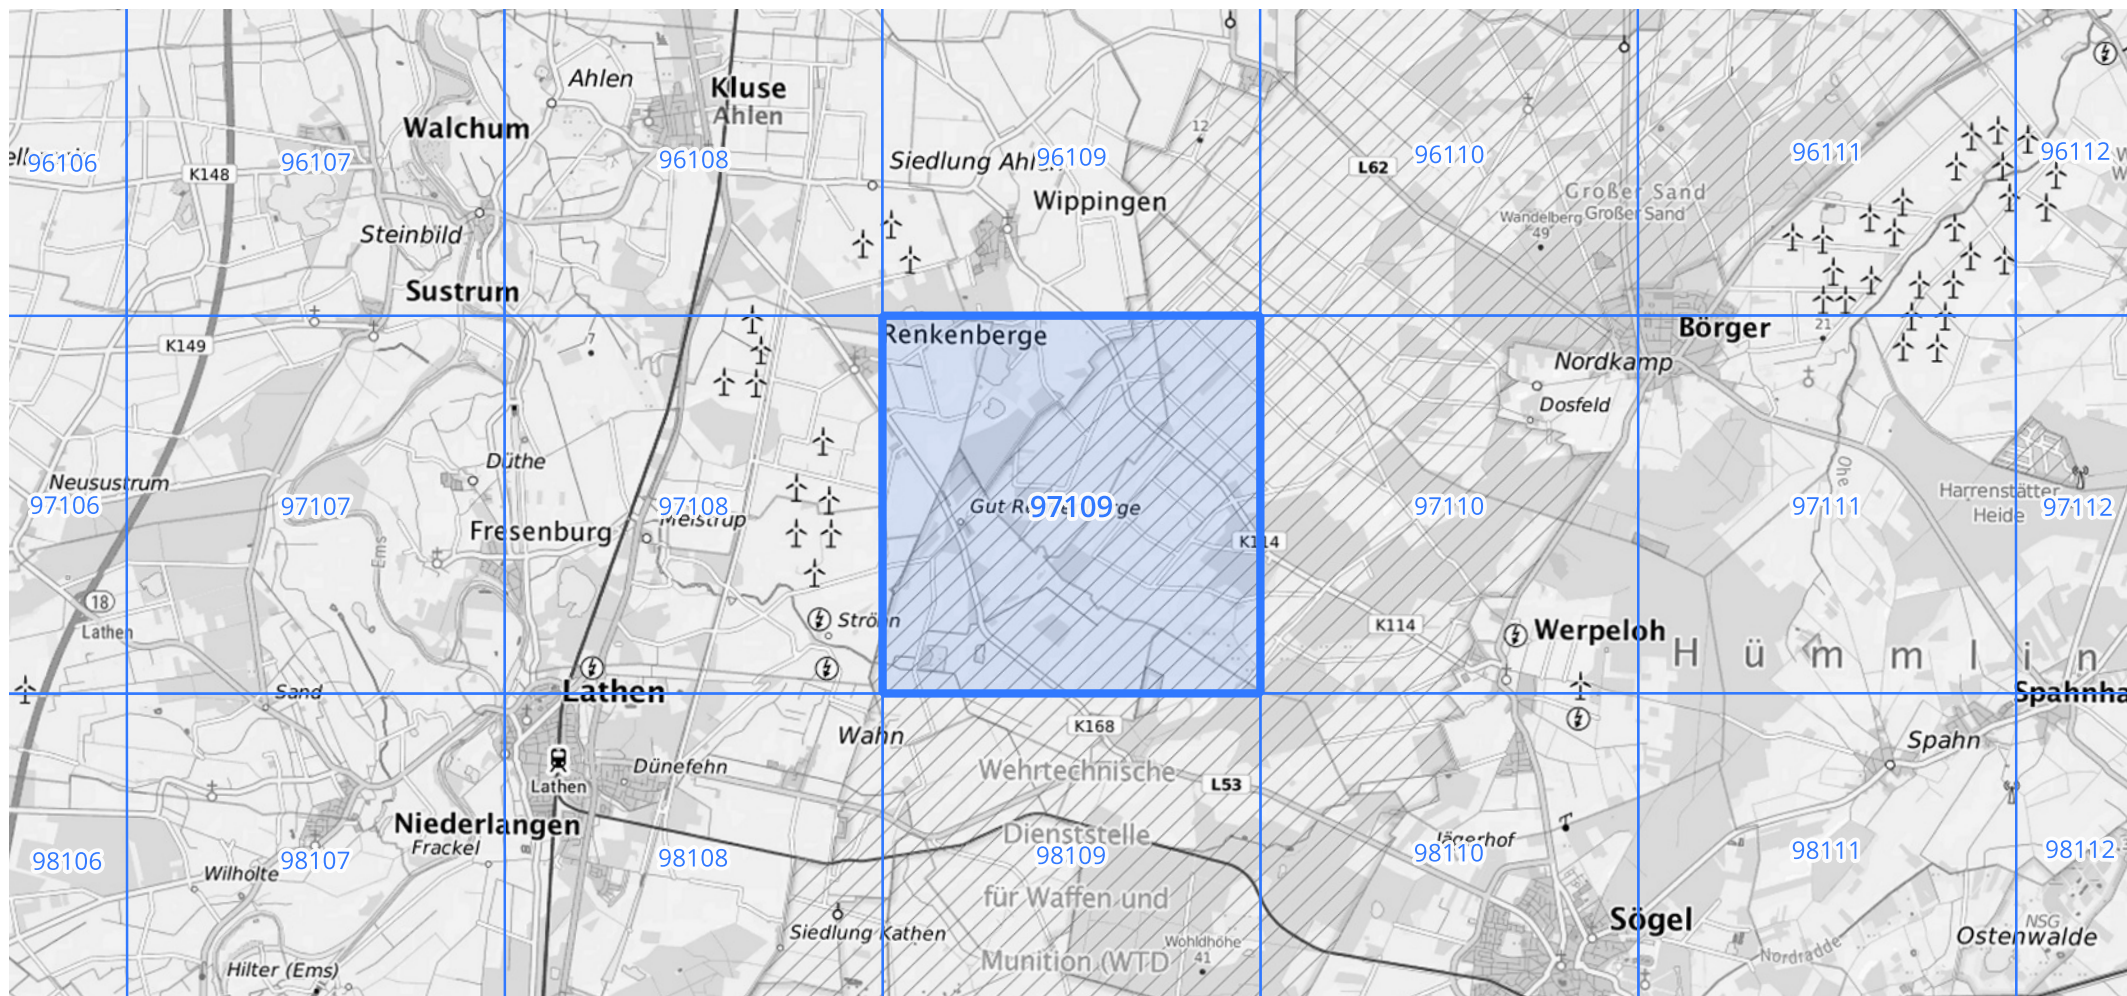 Ahlen
Kluse
Ahlen
Walchum
12
96106
K148
96107
96108
Siedlung
96109
L62
96110
96111
96112
Wippingen
Großer Sand
Wandelberg
Großer Sand
49
Steinbild
Sustrum
Renkenberge
K149
7
21
Börger
Nordkamp
Dosfeld
Düthe
Neusustrum
Ohe
97106
97107
97108
Gut
97109
97110
97111
Harrenstätter
Heide
97112
Meistrup
Fresenburg
Ems
K114
18
Lathen
K114
Werpeloh
Hümmlin
Sand
Lathen
Wahn
K168
Spahn
Dünefehn
Wehrtechnische
L53
Lathen
Niederlangen
Frackel
Dienststelle
Jägerhof
98106
Wilholte
98107
98108
98109
98110
98111
98112
für Waffen und
Siedlung Kathen
Sögel
NSG
Ostenwalde
Wohldhöhe
41
Nordradde
Munition (WTD
Hilter (Ems)